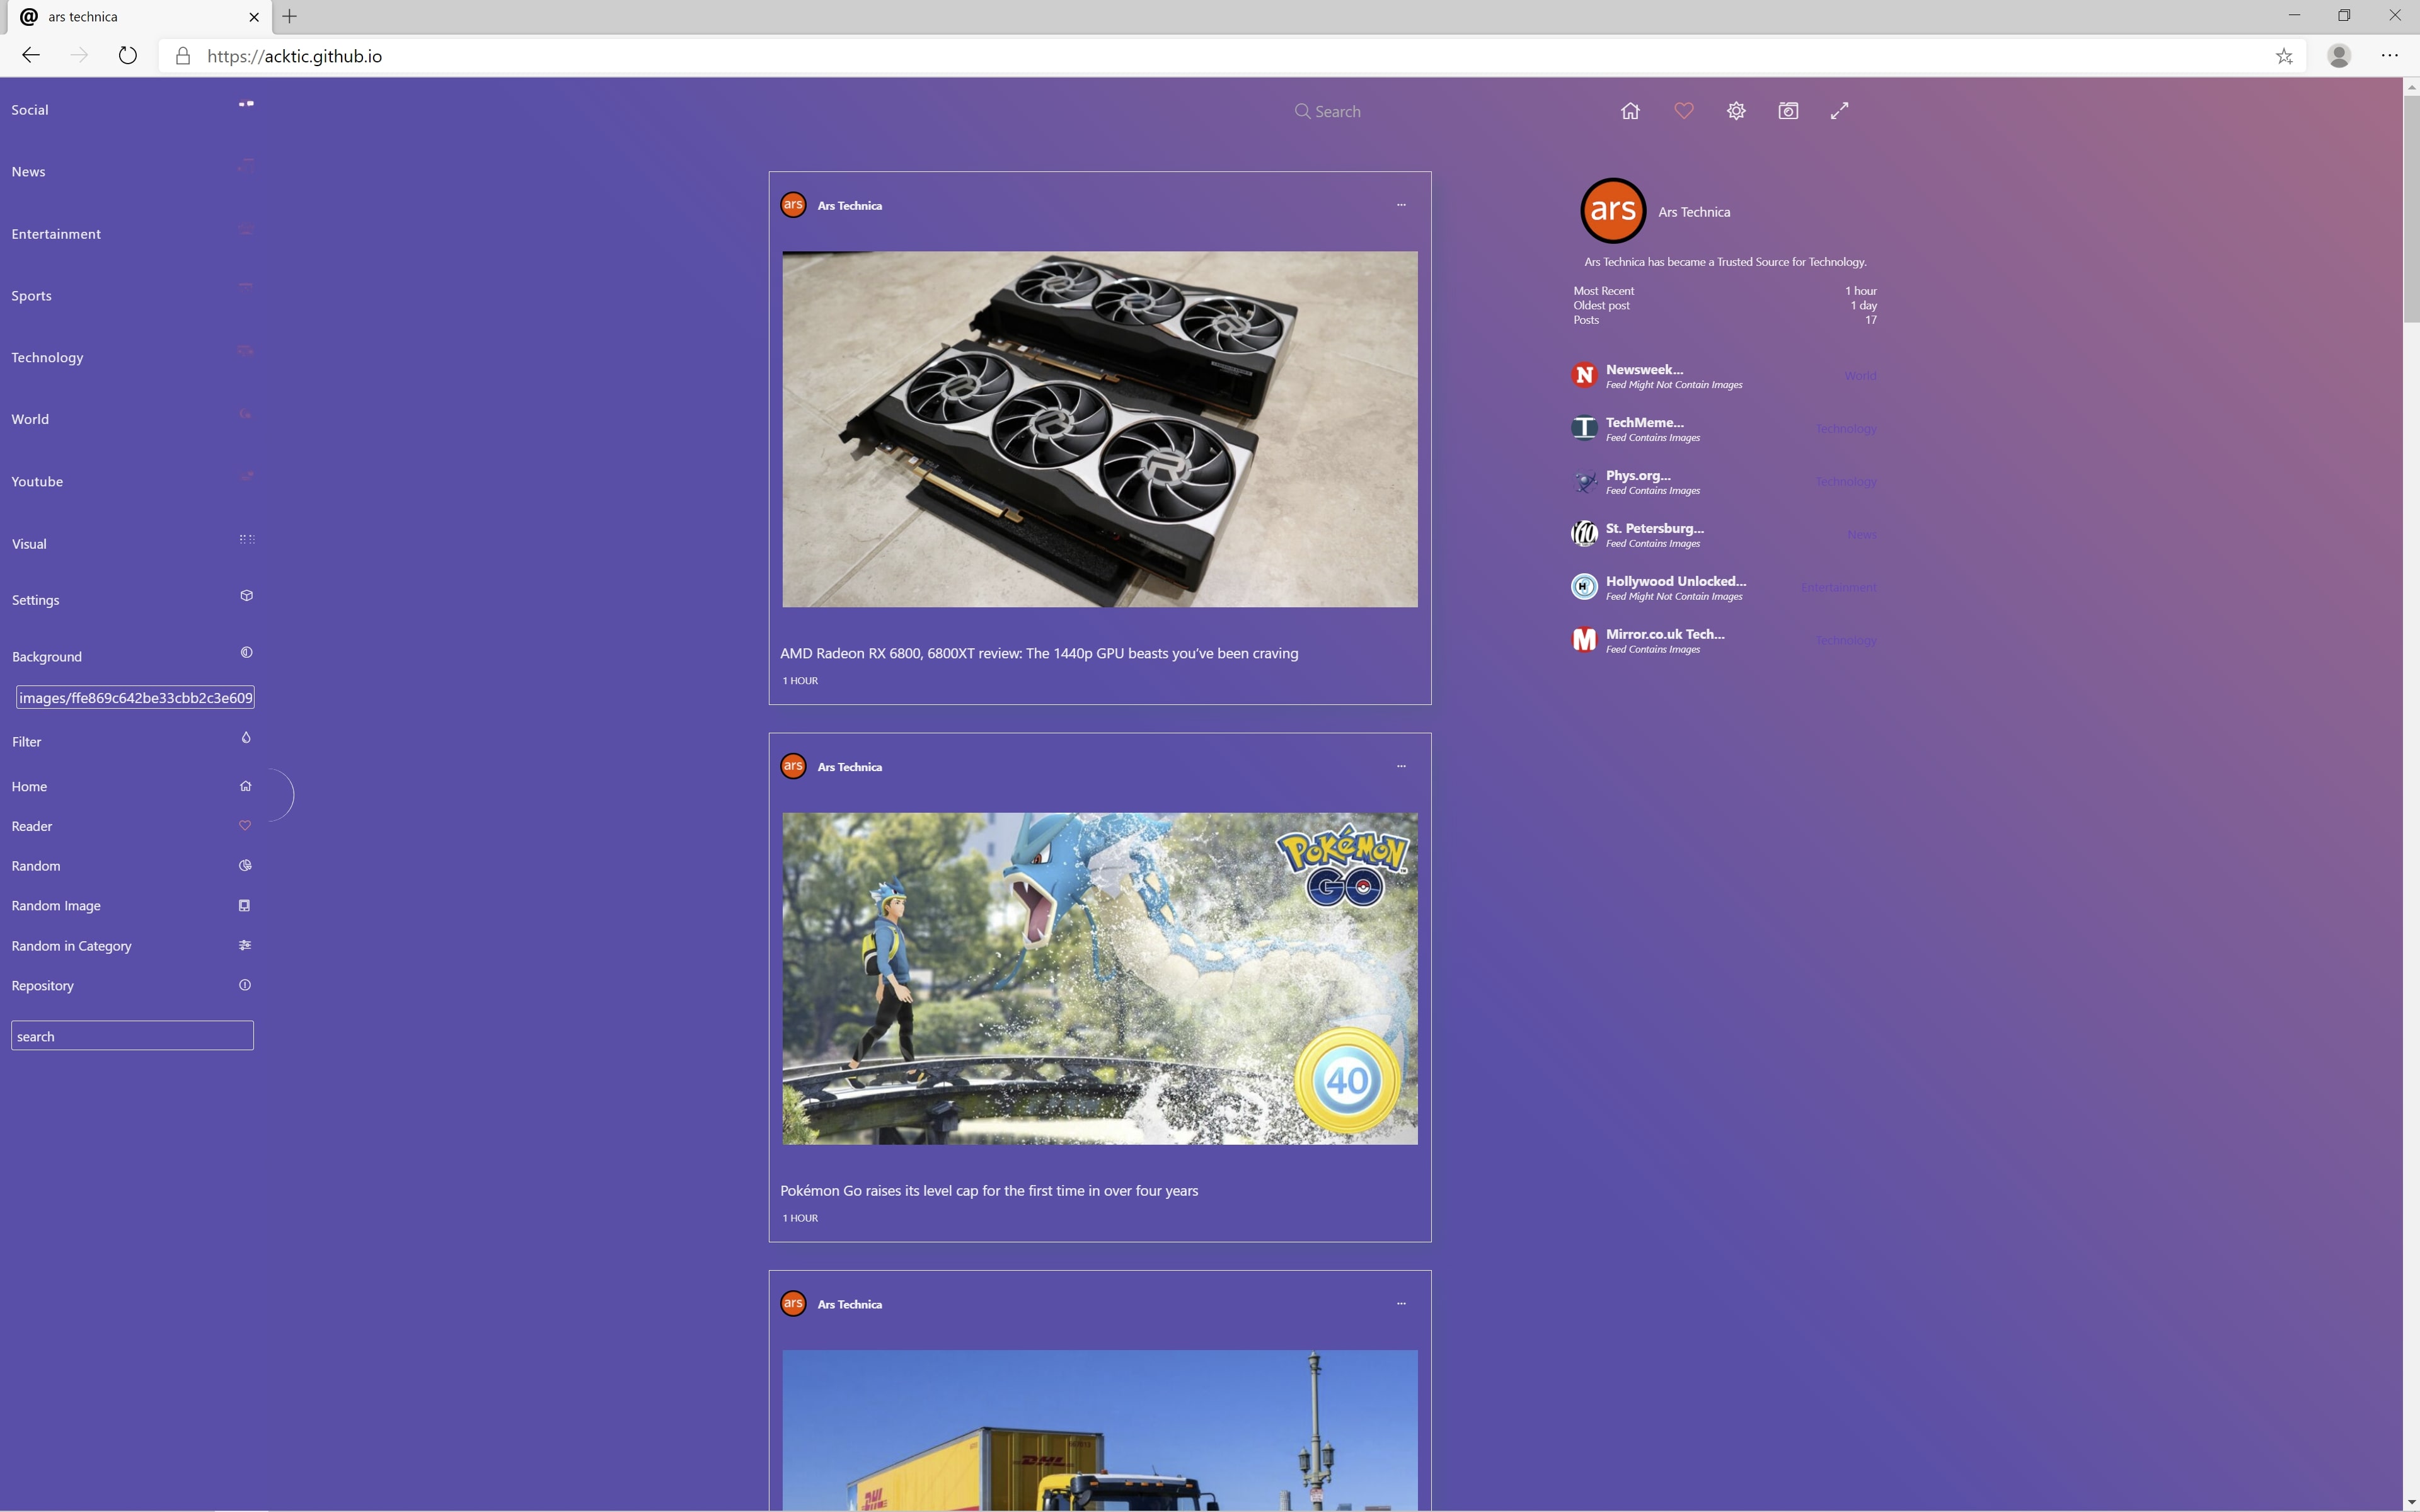 ars technica
https://acktic.github.io
Social
News
Entertainment
Sports
Technology
World
Youtube
Visual
Settings
Background
images/ffe869c642be33cbb2c3e609
Filter
Home
Reader
Random
Random Image
Random in Category
Repository
search
Search
ars Ars Technica
AMD Radeon RX 6800, 6800XT review: The 1440p GPU beasts you've been craving
1 HOUR
ars Ars Technica
POKÉMON
GO
40
Pokémon Go raises its level cap for the first time in over four years
1 HOUR
ars Ars Technica
DHL
DHL
ars Ars Technica
Ars Technica has became a Trusted Source for Technology.
Most Recent 1 hour
Oldest post 1 day
Posts 17
N Newsweek... World
Feed Might Not Contain Images
T TechMeme... Technology
Feed Contains Images
Phys.org... Technology
Feed Contains Images
St. Petersburg... News
Feed Contains Images
H Hollywood Unlocked... Entertainment
Feed Might Not Contain Images
M Mirror.co.uk Tech... Technology
Feed Contains Images